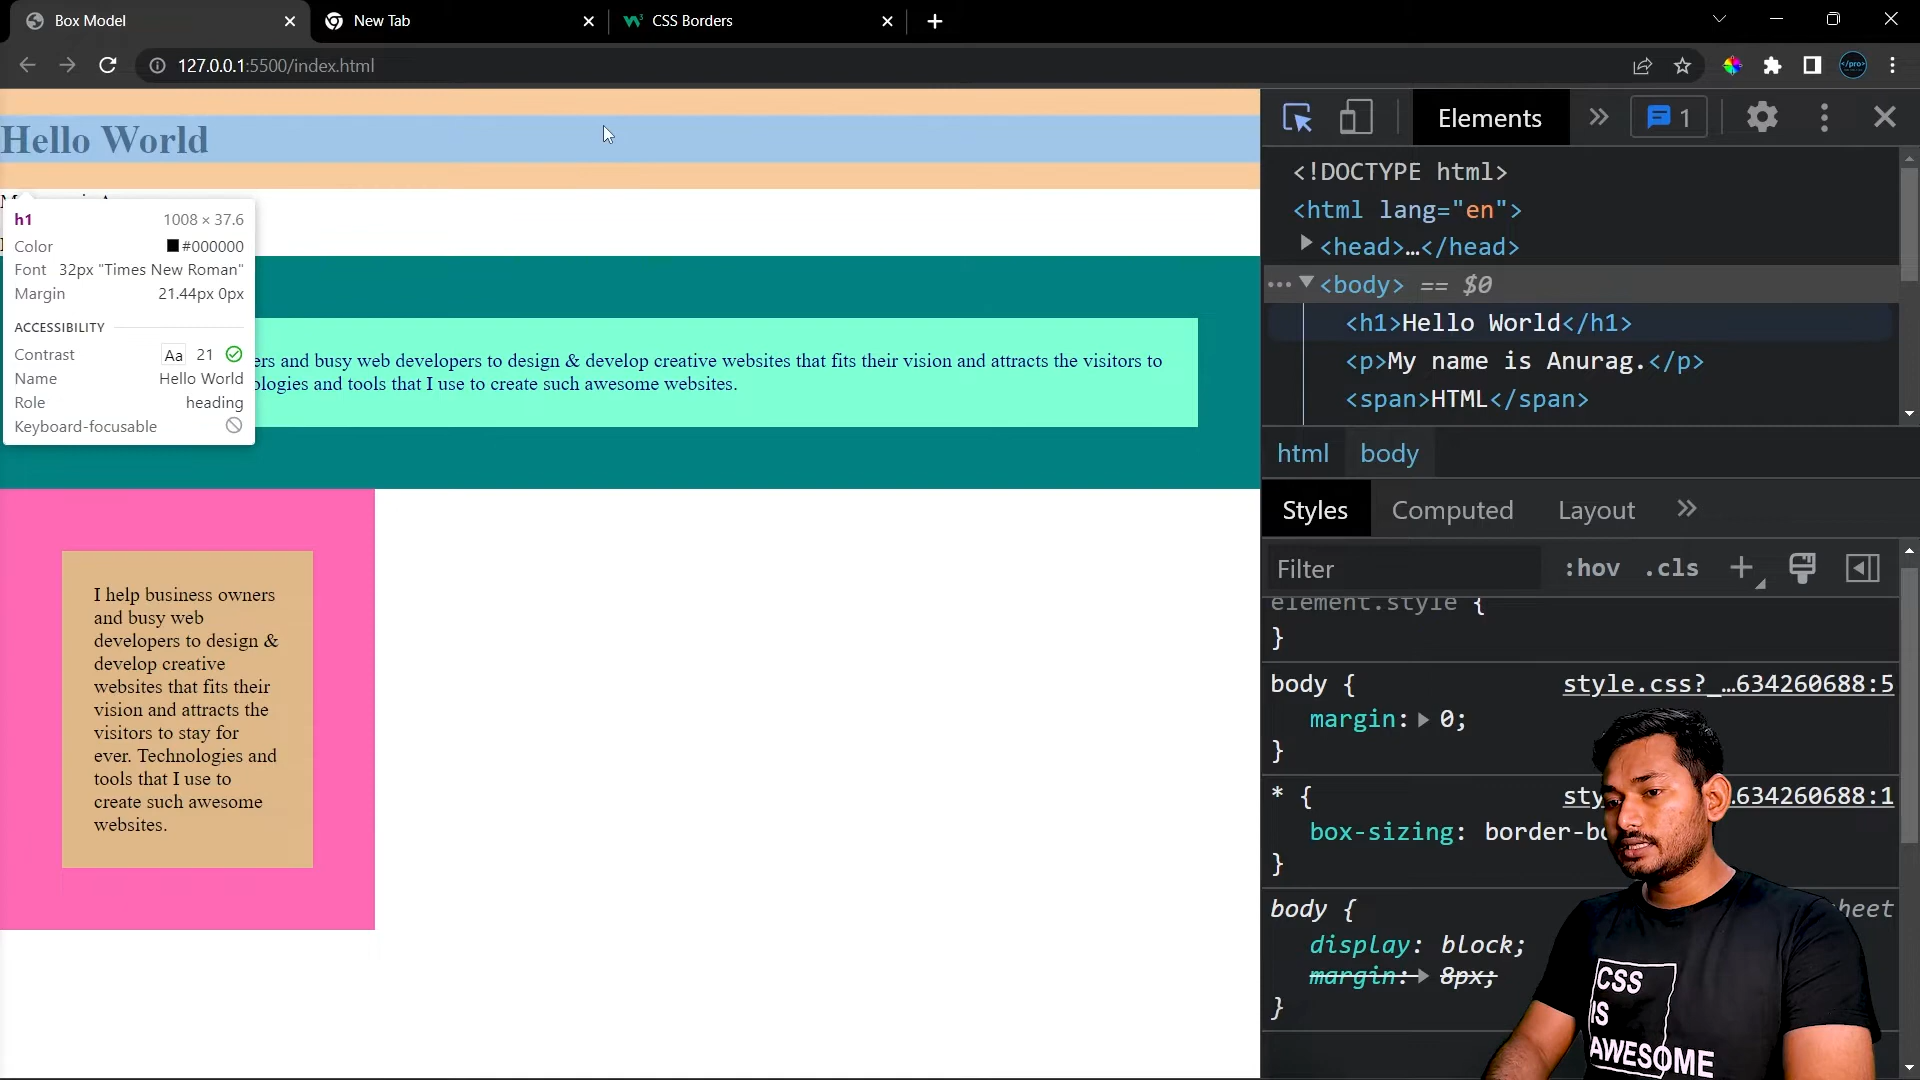 Box Model
New Tab
CSS Borders
127.0.0.1:5500/index.html
Hello World
h1 1008 × 37.6
Color #000000
Font 32px "Times New Roman"
Margin 21.44px 0px
ACCESSIBILITY
Contrast Aa 21
Name Hello World
Role heading
Keyboard-focusable
ers and busy web developers to design & develop creative websites that fits their vision and attracts the visitors to
ologies and tools that I use to create such awesome websites.
I help business owners
and busy web
developers to design &
develop creative
websites that fits their
vision and attracts the
visitors to stay for
ever. Technologies and
tools that I use to
create such awesome
websites.
Elements
1
<!DOCTYPE html>
<html lang="en">
<head>…</head>
<body> == $0
<h1>Hello World</h1>
<p>My name is Anurag.</p>
<span>HTML</span>
html body
Styles Computed Layout
Filter :hov .cls
element.style {
}
body { style.css?_…634260688:5
margin: 0;
}
* { sty .634260688:1
box-sizing: border-bo
}
body { heet
display: block;
margin: 8px;
}
CSS
IS
AWESOME
</pro>